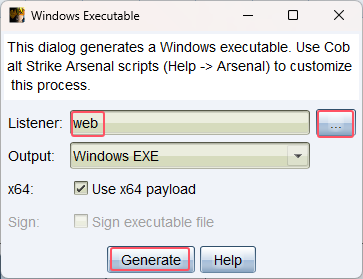 Windows Executable
This dialog generates a Windows executable. Use Cob
alt Strike Arsenal scripts (Help -> Arsenal) to customize
this process.
Listener: web ...
Output: Windows EXE
x64: Use x64 payload
Sign: Sign executable file
Generate Help